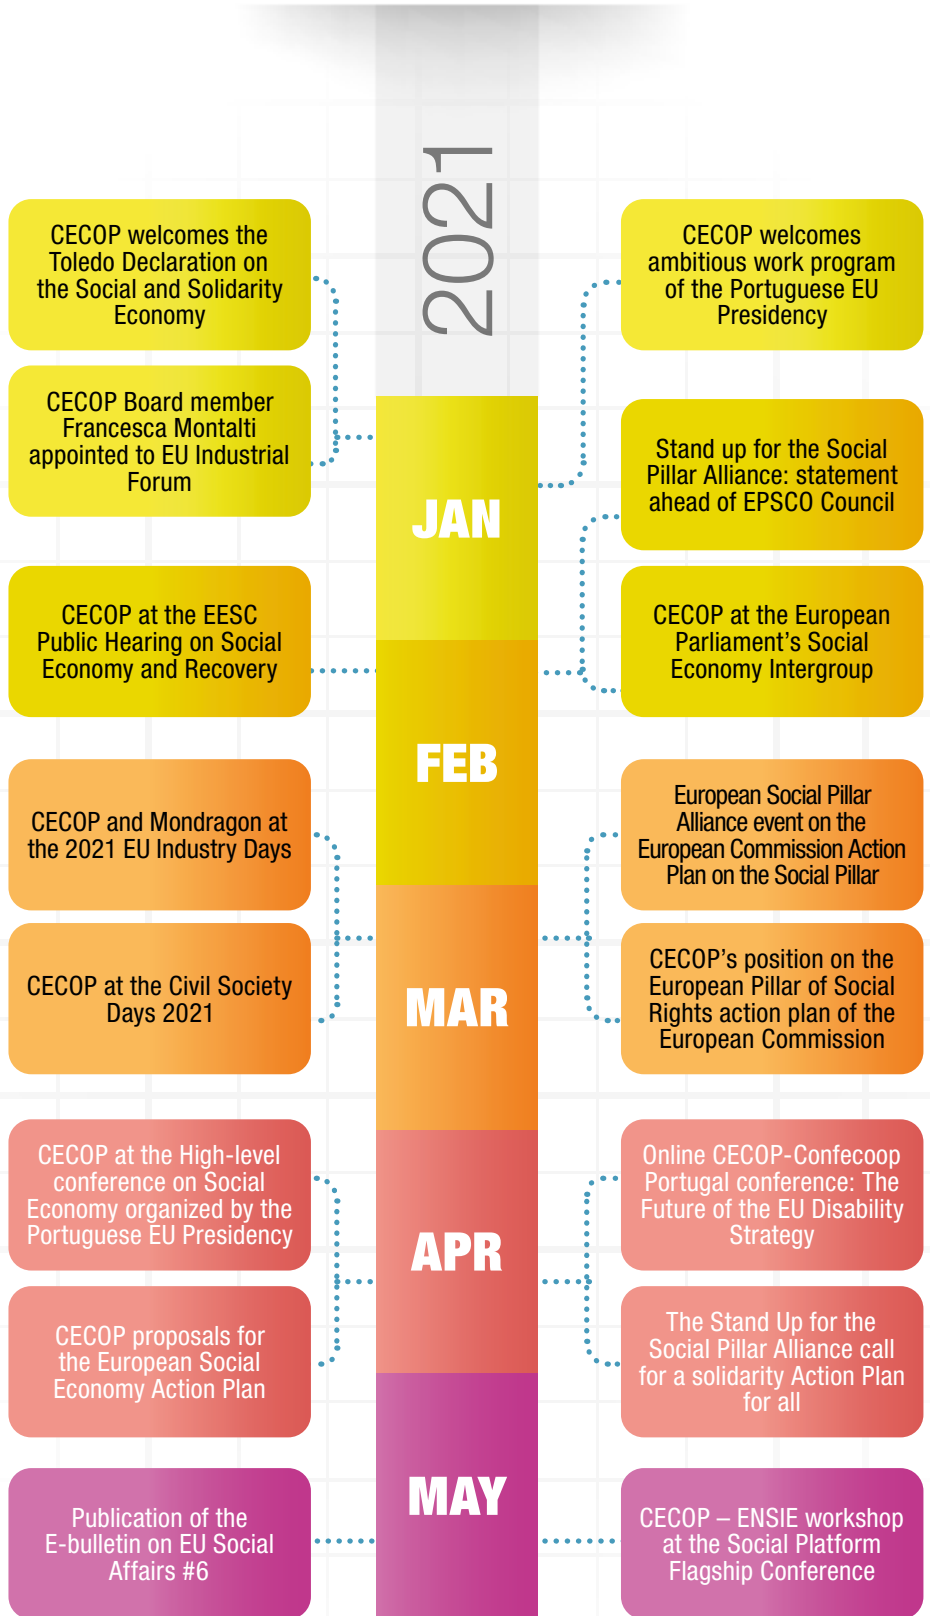 2021
CECOP welcomes the
Toledo Declaration on
the Social and Solidarity
Economy
CECOP welcomes
ambitious work program
of the Portuguese EU
Presidency
CECOP Board member
Francesca Montalti
appointed to EU Industrial
Forum
JAN
Stand up for the Social
Pillar Alliance: statement
ahead of EPSCO Council
CECOP at the EESC
Public Hearing on Social
Economy and Recovery
CECOP at the European
Parliament's Social
Economy Intergroup
FEB
CECOP and Mondragon at
the 2021 EU Industry Days
European Social Pillar
Alliance event on the
European Commission Action
Plan on the Social Pillar
CECOP at the Civil Society
Days 2021
MAR
CECOP's position on the
European Pillar of Social
Rights action plan of the
European Commission
CECOP at the High-level
conference on Social
Economy organized by the
Portuguese EU Presidency
Online CECOP-Confecoop
Portugal conference: The
Future of the EU Disability
Strategy
APR
CECOP proposals for
the European Social
Economy Action Plan
The Stand Up for the
Social Pillar Alliance call
for a solidarity Action Plan
for all
MAY
Publication of the
E-bulletin on EU Social
Affairs #6
CECOP – ENSIE workshop
at the Social Platform
Flagship Conference